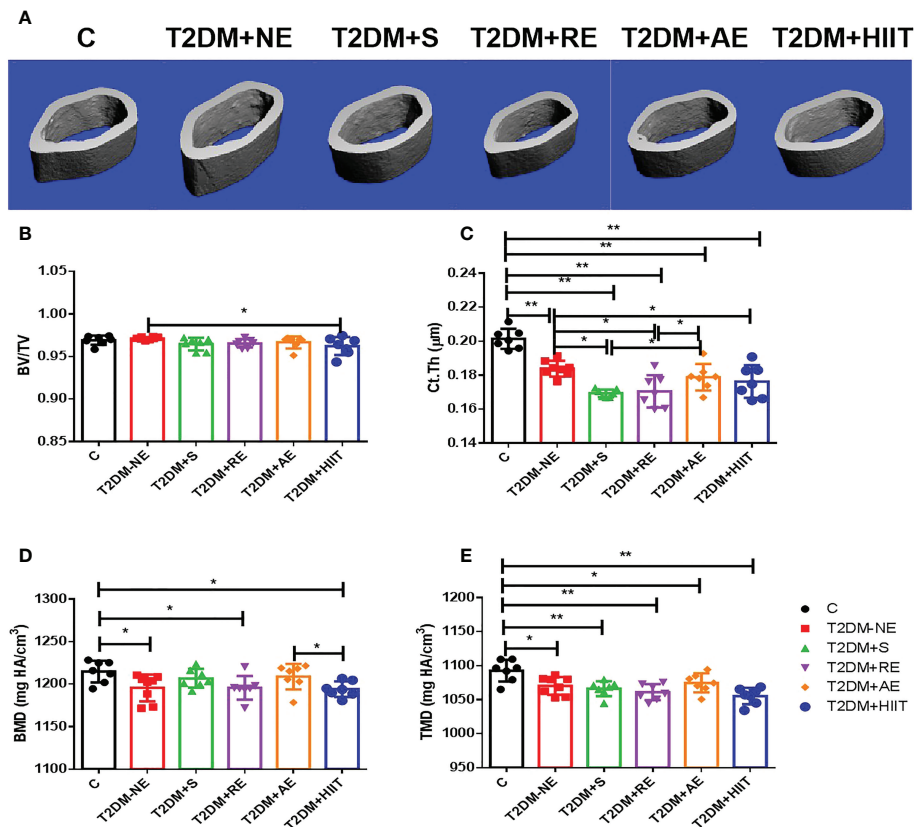 A
C T2DM+NE T2DM+S T2DM+RE T2DM+AE T2DM+HIIT
B
*
1.05
1.00
0.95
0.90
0.85
BV/TV
C
T2DM-NE
T2DM+S
T2DM+RE
T2DM+AE
T2DM+HIIT
C
**
**
**
**
** * *
* *
0.24
0.22
0.20
0.18
0.16
0.14
Ct.Th (μm)
C
T2DM-NE
T2DM+S
T2DM+RE
T2DM+AE
T2DM+HIIT
D
*
*
* *
1300
1250
1200
1150
1100
BMD (mg HA/cm³)
C
T2DM-NE
T2DM+S
T2DM+RE
T2DM+AE
T2DM+HIIT
E
**
*
**
**
*
1200
1150
1100
1050
1000
950
TMD (mg HA/cm³)
C
T2DM-NE
T2DM+S
T2DM+RE
T2DM+AE
T2DM+HIIT
C
T2DM-NE
T2DM+S
T2DM+RE
T2DM+AE
T2DM+HIIT